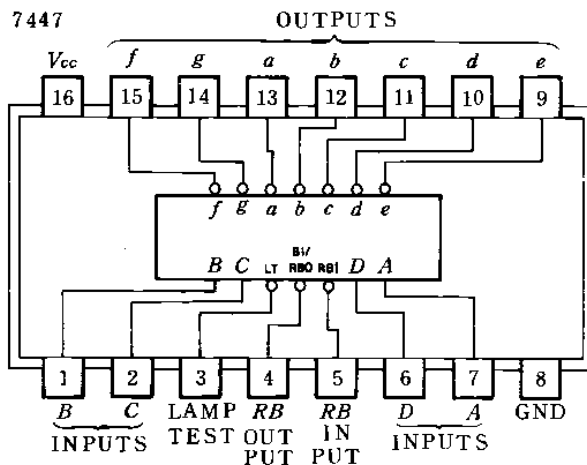 7447
OUTPUTS
Vcc f g a b c d e
16 15 14 13 12 11 10 9
f g a b c d e
BI/
B C LT RBO RBI D A
1 2 3 4 5 6 7 8
B C LAMP RB RB D A GND
INPUTS TEST OUT IN INPUTS
PUT PUT